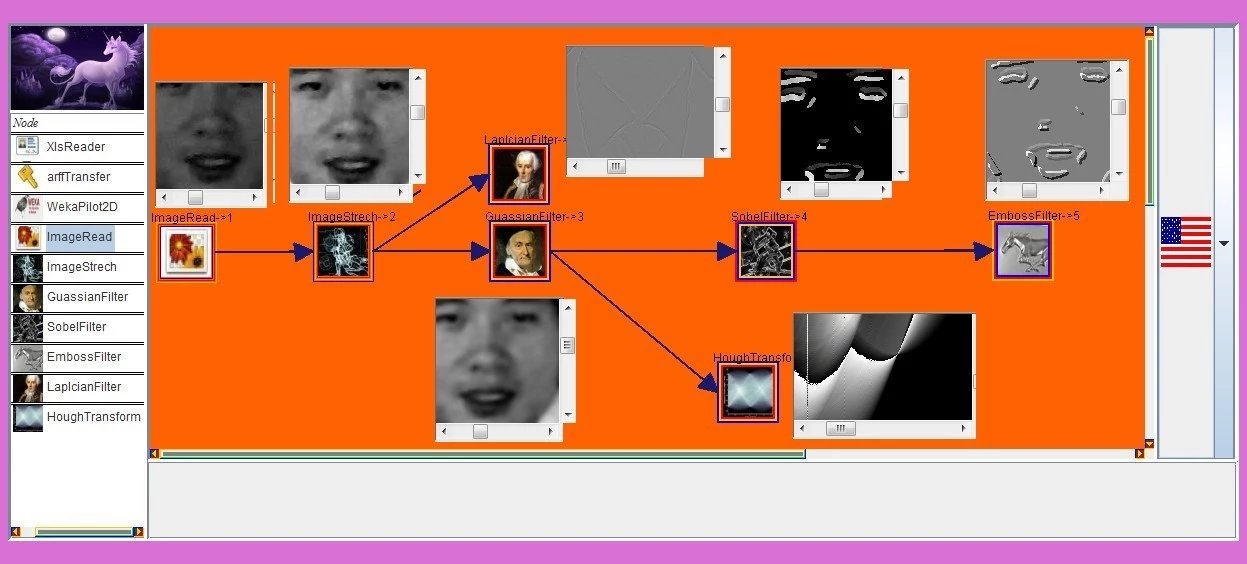 Node
XlsReader
arffTransfer
WekaPilot2D
ImageRead
ImageStrech
GuassianFilter
SobelFilter
EmbossFilter
LaplcianFilter
HoughTransform
LaplcianFilter->
ImageRead->1
ImageStrech->2
GuassianFilter->3
SobelFilter->4
EmbossFilter->5
HoughTransfo